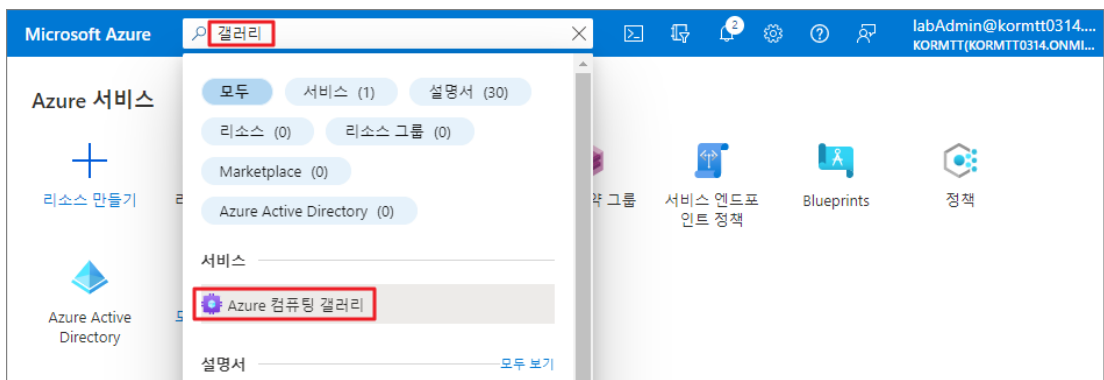 Microsoft Azure
갤러리
2
labAdmin@kormtt0314....
KORMTT(KORMTT0314.ONMI...
Azure 서비스
모두
서비스 (1)
설명서 (30)
리소스 (0)
리소스 그룹 (0)
Marketplace (0)
Azure Active Directory (0)
서비스
Azure 컴퓨팅 갤러리
설명서
모두 보기
리소스 만들기
그룹
서비스 엔드포
인트 정책
Blueprints
정책
Azure Active
Directory